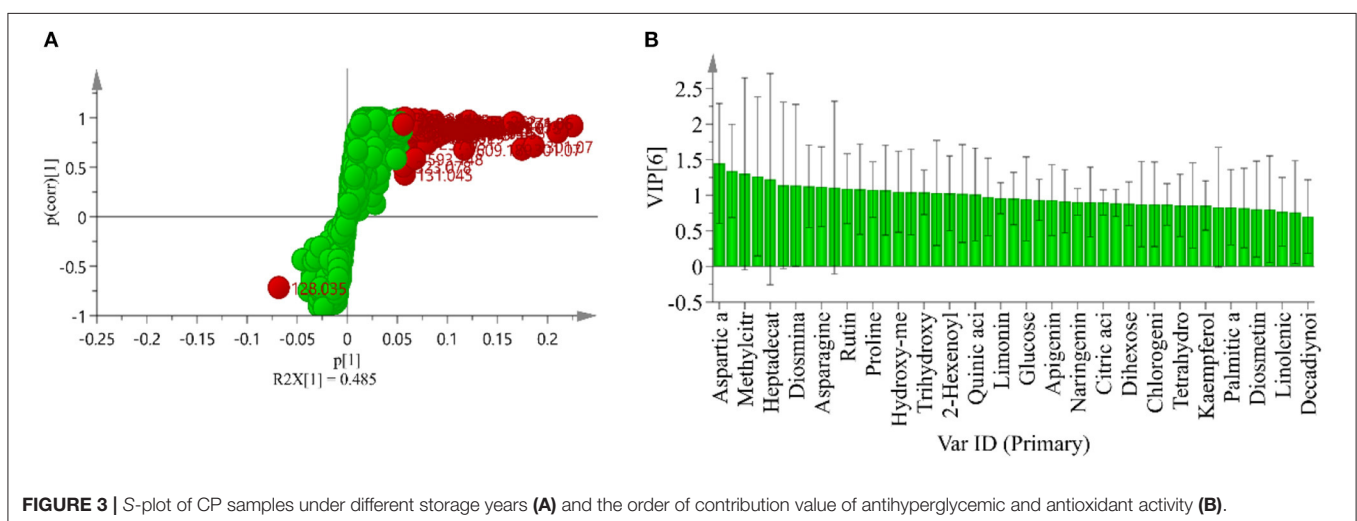 A
B
p(corr)[1]
1
0.5
0
-0.5
-1
128.035
593.148
523.078
131.045
-0.25
-0.2
-0.15
-0.1
-0.05
0
0.05
0.1
0.15
0.2
p[1]
R2X[1] = 0.485
VIP[6]
2.5
2
1.5
1
0.5
0
-0.5
Aspartic a
Methylcitr
Heptadecat
Diosmina
Asparagine
Rutin
Proline
Hydroxy-me
Trihydroxy
2-Hexenoyl
Quinic aci
Limonin
Glucose
Apigenin
Naringenin
Citric aci
Dihexose
Chlorogeni
Tetrahydro
Kaempferol
Palmitic a
Diosmetin
Linolenic
Decadiynoi
Var ID (Primary)
FIGURE 3 | S-plot of CP samples under different storage years (A) and the order of contribution value of antihyperglycemic and antioxidant activity (B).